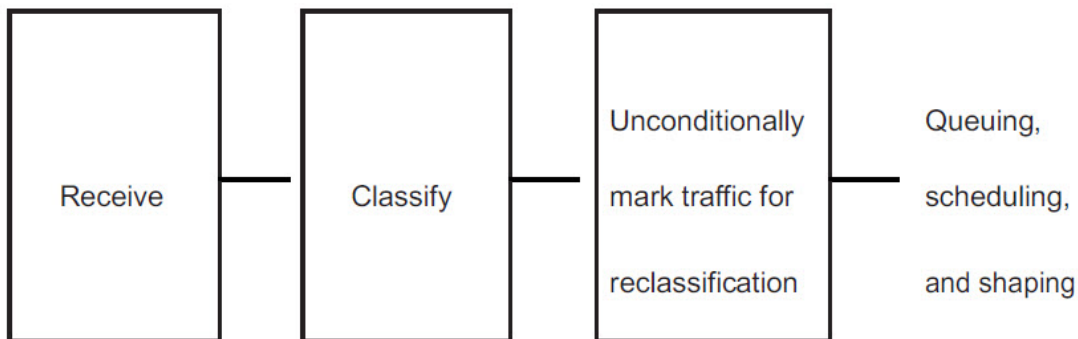 Receive
Classify
Unconditionally
mark traffic for
reclassification
Queuing,
scheduling,
and shaping